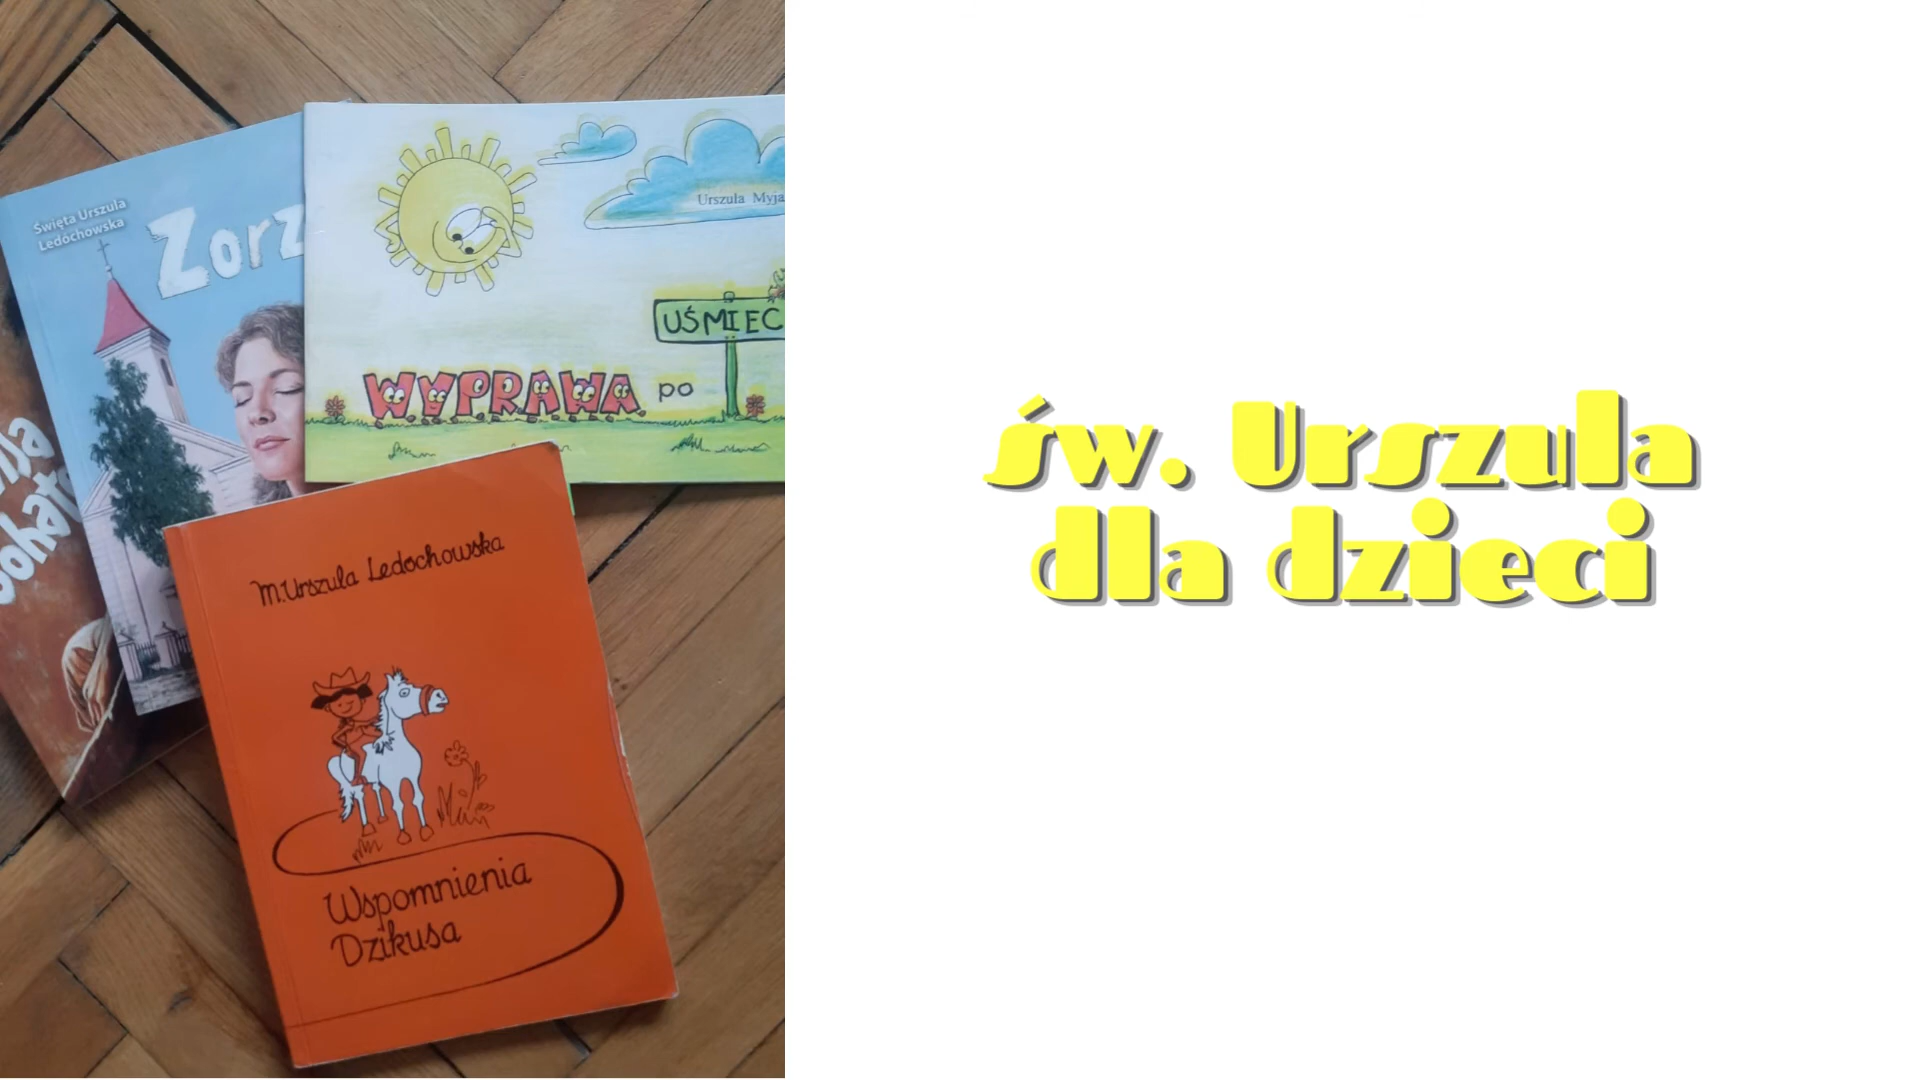 Święta Urszula
Ledóchowska
Zorz
Urszula Myja
UŚMIEC
WYPRAWA po
M. Urszula Ledóchowska
Wspomnienia
Dzikusa
św. Urszula
dla dzieci